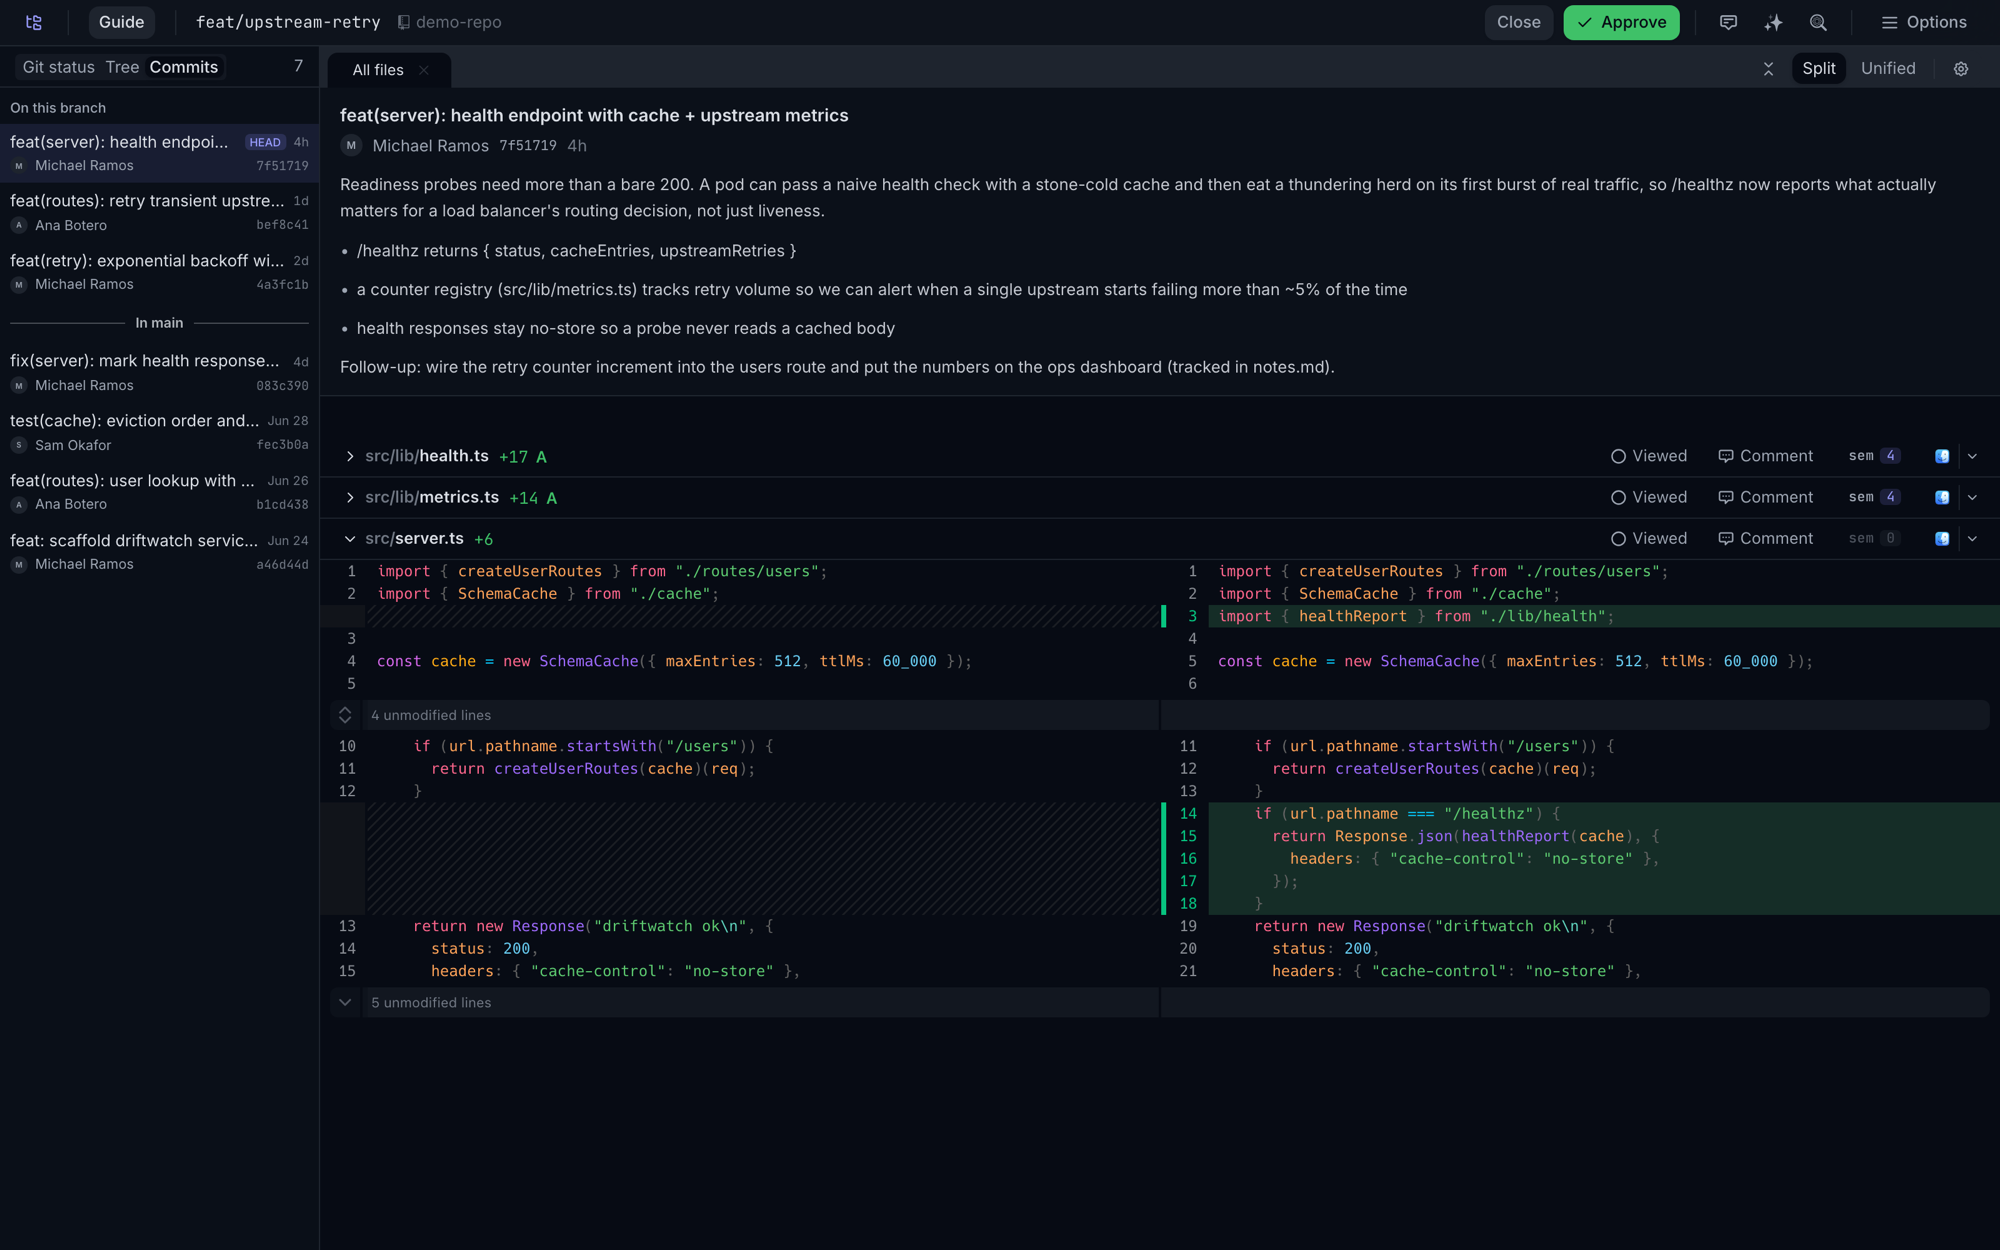 Guide feat/upstream-retry demo-repo Close Approve Options
Git status Tree Commits 7
On this branch
feat(server): health endpoi... HEAD 4h
M Michael Ramos 7f51719
feat(routes): retry transient upstre... 1d
A Ana Botero bef8c41
feat(retry): exponential backoff wi... 2d
M Michael Ramos 4a3fc1b
In main
fix(server): mark health response... 4d
M Michael Ramos 083c390
test(cache): eviction order and... Jun 28
S Sam Okafor fec3b0a
feat(routes): user lookup with ... Jun 26
A Ana Botero b1cd438
feat: scaffold driftwatch servic... Jun 24
M Michael Ramos a46d44d
All files Split Unified
feat(server): health endpoint with cache + upstream metrics
M Michael Ramos 7f51719 4h
Readiness probes need more than a bare 200. A pod can pass a naive health check with a stone-cold cache and then eat a thundering herd on its first burst of real traffic, so /healthz now reports what actually
matters for a load balancer's routing decision, not just liveness.
• /healthz returns { status, cacheEntries, upstreamRetries }
• a counter registry (src/lib/metrics.ts) tracks retry volume so we can alert when a single upstream starts failing more than ~5% of the time
• health responses stay no-store so a probe never reads a cached body
Follow-up: wire the retry counter increment into the users route and put the numbers on the ops dashboard (tracked in notes.md).
src/lib/health.ts +17 A Viewed Comment sem 4
src/lib/metrics.ts +14 A Viewed Comment sem 4
src/server.ts +6 Viewed Comment sem 0
1 import { createUserRoutes } from "./routes/users";
2 import { SchemaCache } from "./cache";
3
4 const cache = new SchemaCache({ maxEntries: 512, ttlMs: 60_000 });
5
4 unmodified lines
10 if (url.pathname.startsWith("/users")) {
11 return createUserRoutes(cache)(req);
12 }
13 return new Response("driftwatch ok\n", {
14 status: 200,
15 headers: { "cache-control": "no-store" },
5 unmodified lines
1 import { createUserRoutes } from "./routes/users";
2 import { SchemaCache } from "./cache";
3 import { healthReport } from "./lib/health";
4
5 const cache = new SchemaCache({ maxEntries: 512, ttlMs: 60_000 });
6
11 if (url.pathname.startsWith("/users")) {
12 return createUserRoutes(cache)(req);
13 }
14 if (url.pathname === "/healthz") {
15 return Response.json(healthReport(cache), {
16 headers: { "cache-control": "no-store" },
17 });
18 }
19 return new Response("driftwatch ok\n", {
20 status: 200,
21 headers: { "cache-control": "no-store" },